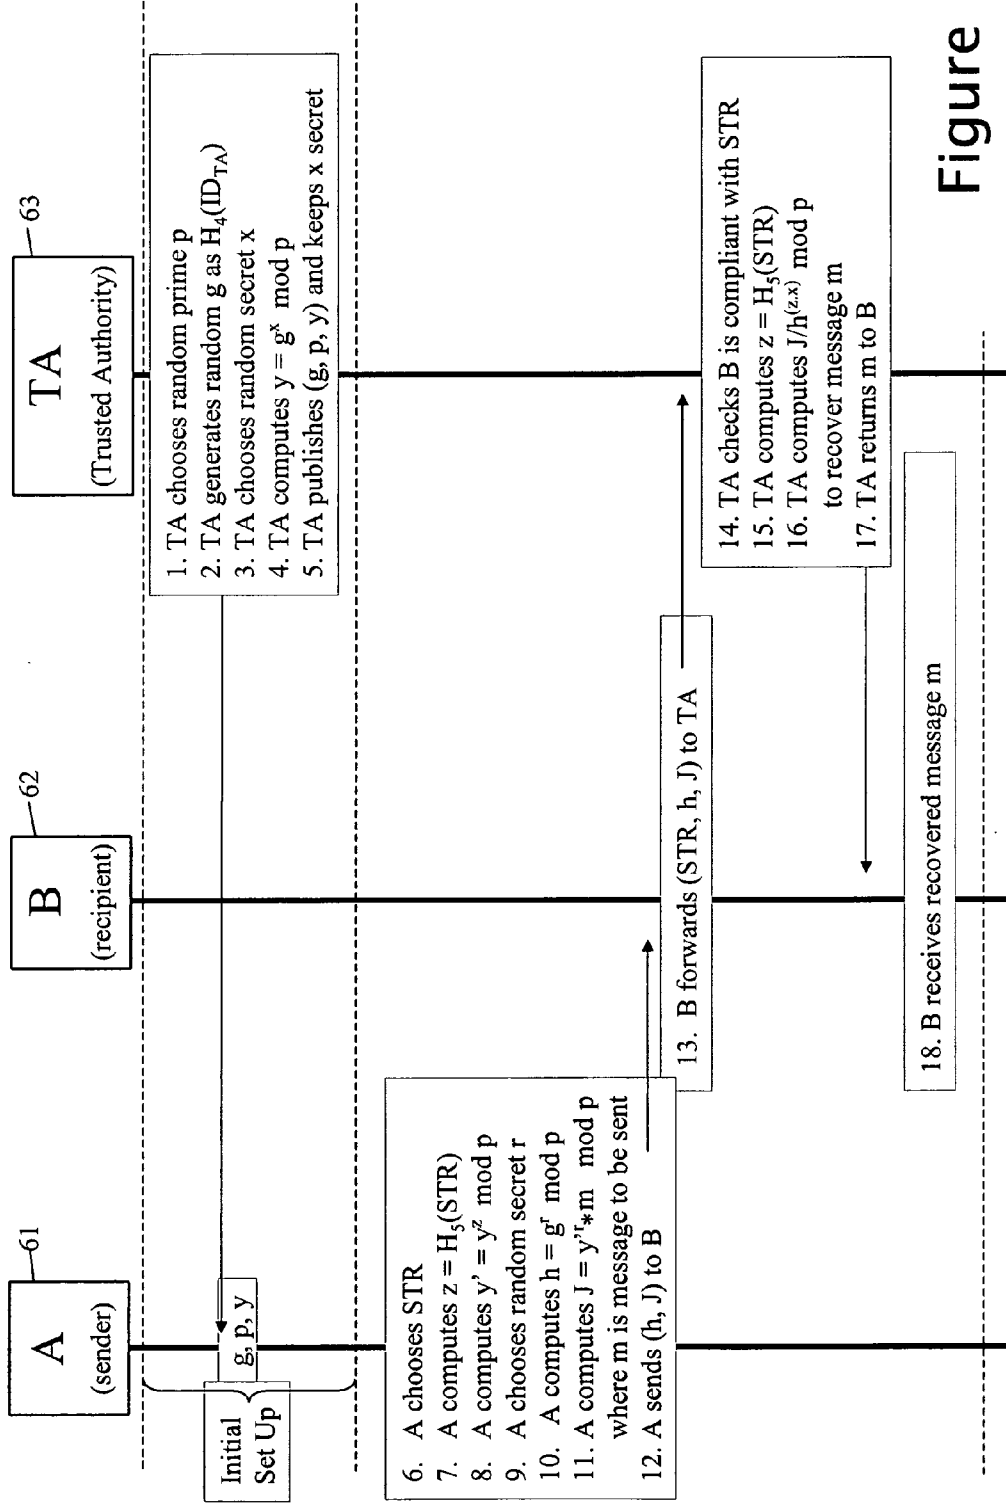 A
(sender)
61
B
(recipient)
62
TA
(Trusted Authority)
63
Initial
Set Up
g, p, y
1. TA chooses random prime p
2. TA generates random g as H₄(ID_TA)
3. TA chooses random secret x
4. TA computes y = gˣ mod p
5. TA publishes (g, p, y) and keeps x secret
6. A chooses STR
7. A computes z = H₅(STR)
8. A computes y' = yᶻ mod p
9. A chooses random secret r
10. A computes h = gʳ mod p
11. A computes J = y'ʳ*m mod p
where m is message to be sent
12. A sends (h, J) to B
13. B forwards (STR, h, J) to TA
14. TA checks B is compliant with STR
15. TA computes z = H₅(STR)
16. TA computes J/h^(z.x) mod p
to recover message m
17. TA returns m to B
18. B receives recovered message m
Figure